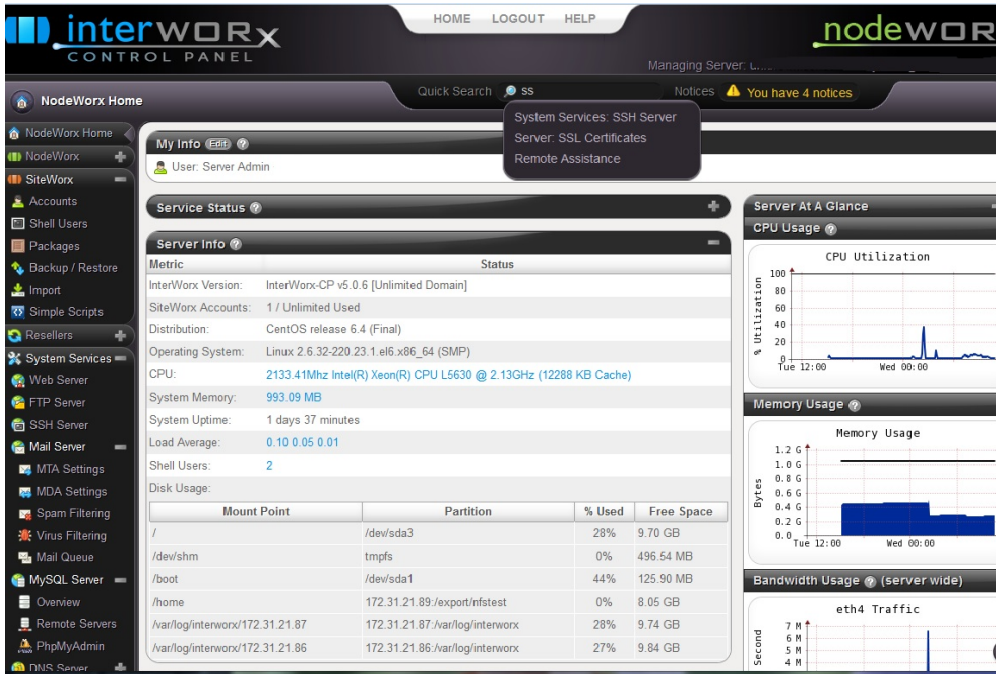 interworx
CONTROL PANEL
HOME LOGOUT HELP
nodewor
Managing Server:
NodeWorx Home
Quick Search ss
Notices You have 4 notices
System Services: SSH Server
Server: SSL Certificates
Remote Assistance
NodeWorx Home
NodeWorx
SiteWorx
Accounts
Shell Users
Packages
Backup / Restore
Import
Simple Scripts
Resellers
System Services
Web Server
FTP Server
SSH Server
Mail Server
MTA Settings
MDA Settings
Spam Filtering
Virus Filtering
Mail Queue
MySQL Server
Overview
Remote Servers
PhpMyAdmin
DNS Server
My Info Edit ?
User: Server Admin
Service Status ?
Server Info ?
Metric Status
InterWorx Version: InterWorx-CP v5.0.6 [Unlimited Domain]
SiteWorx Accounts: 1 / Unlimited Used
Distribution: CentOS release 6.4 (Final)
Operating System: Linux 2.6.32-220.23.1.el6.x86_64 (SMP)
CPU: 2133.41Mhz Intel(R) Xeon(R) CPU L5630 @ 2.13GHz (12288 KB Cache)
System Memory: 993.09 MB
System Uptime: 1 days 37 minutes
Load Average: 0.10 0.05 0.01
Shell Users: 2
Disk Usage:
Mount Point Partition % Used Free Space
/ /dev/sda3 28% 9.70 GB
/dev/shm tmpfs 0% 496.54 MB
/boot /dev/sda1 44% 125.90 MB
/home 172.31.21.89:/export/nfstest 0% 8.05 GB
/var/log/interworx/172.31.21.87 172.31.21.87:/var/log/interworx 28% 9.74 GB
/var/log/interworx/172.31.21.86 172.31.21.86:/var/log/interworx 27% 9.84 GB
Server At A Glance
CPU Usage ?
CPU Utilization
% Utilization
100
80
60
40
20
0
Tue 12:00 Wed 00:00
Memory Usage ?
Memory Usage
Bytes
1.2 G
1.0 G
0.8 G
0.6 G
0.4 G
0.2 G
0.0
Tue 12:00 Wed 00:00
Bandwidth Usage ? (server wide)
eth4 Traffic
Second
7 M
6 M
5 M
4 M